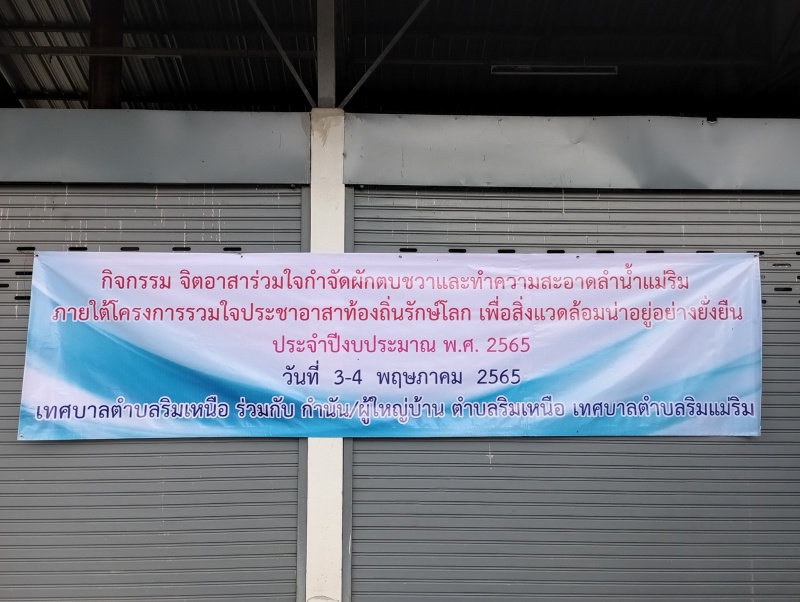 กิจกรรม จิตอาสาร่วมใจกำจัดผักตบชวาและทำความสะอาดลำน้ำแม่ริม
ภายใต้โครงการรวมใจประชาอาสาท้องถิ่นรักษ์โลก เพื่อสิ่งแวดล้อมน่าอยู่อย่างยั่งยืน
ประจำปีงบประมาณ พ.ศ. 2565
วันที่ 3-4 พฤษภาคม 2565
เทศบาลตำบลริมเหนือ ร่วมกับ กำนัน/ผู้ใหญ่บ้าน ตำบลริมเหนือ เทศบาลตำบลริมแม่ริม